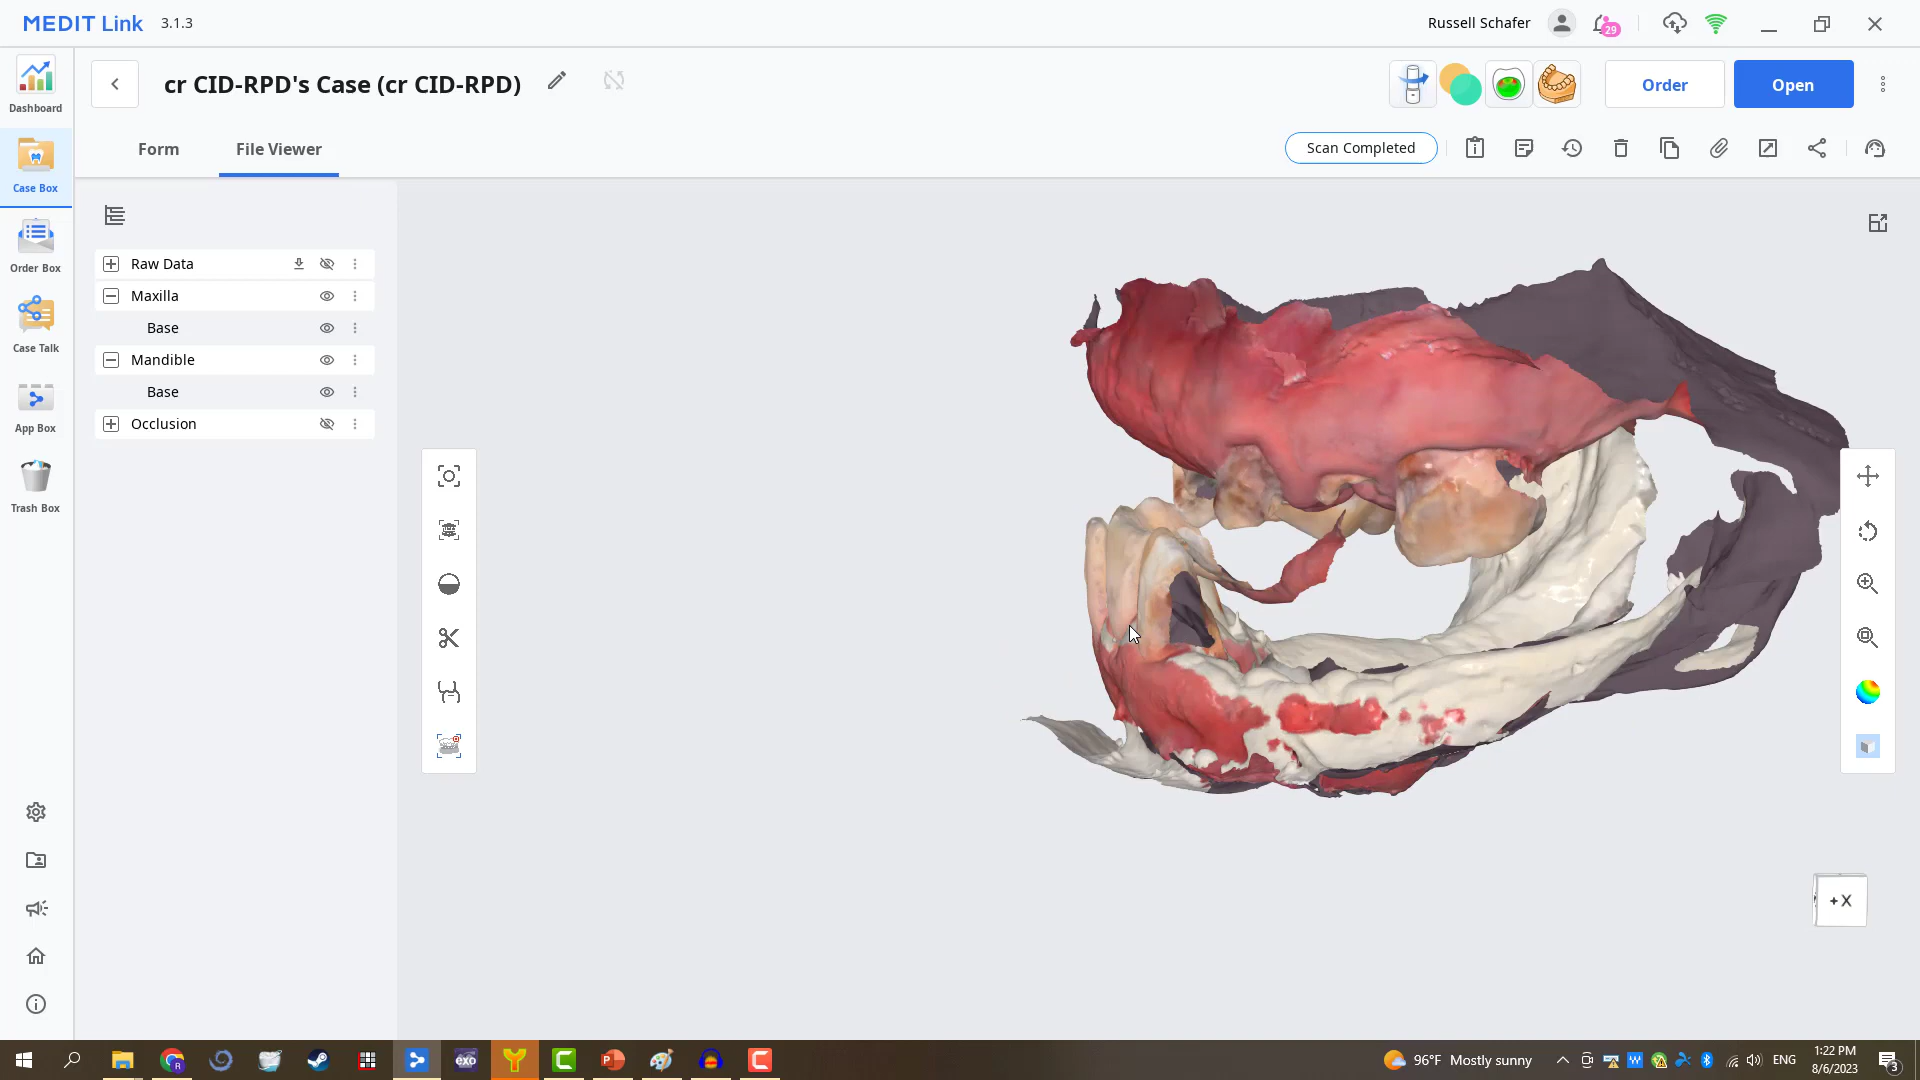 MEDIT Link 3.1.3
Russell Schafer
29
Dashboard
Case Box
Order Box
Case Talk
App Box
Trash Box
cr CID-RPD's Case (cr CID-RPD)
Order
Open
Form
File Viewer
Scan Completed
Raw Data
Maxilla
Base
Mandible
Base
Occlusion
+X
exo
96°F Mostly sunny
ENG
1:22 PM
8/6/2023
3